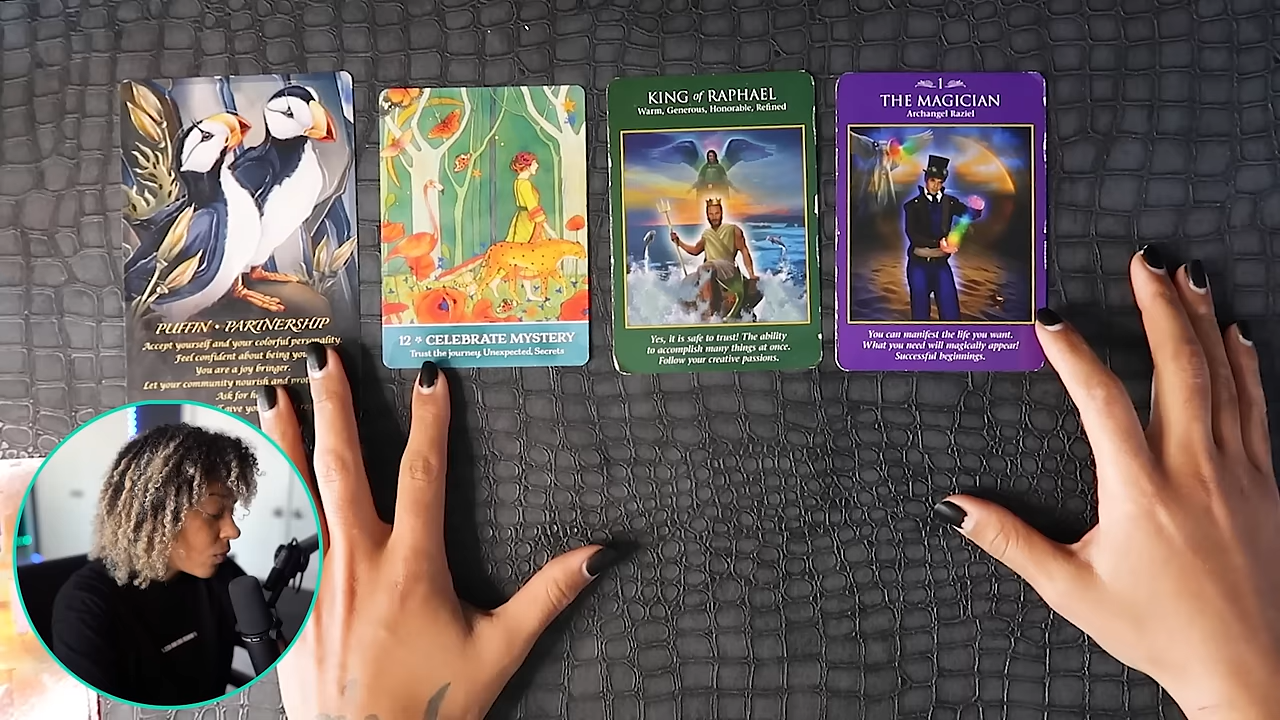 PUFFIN • PARTNERSHIP
Accept yourself and your colorful personality.
Feel confident about being you
You are a joy bringer.
Let your community nourish and
Ask for
give
12 CELEBRATE MYSTERY
Trust the journey, Unexpected, Secrets
KING of RAPHAEL
Warm, Generous, Honorable, Refined
Yes, it is safe to trust! The ability
to accomplish many things at once.
Follow your creative passions.
1
THE MAGICIAN
Archangel Raziel
You can manifest the life you want.
What you need will magically appear!
Successful beginnings.